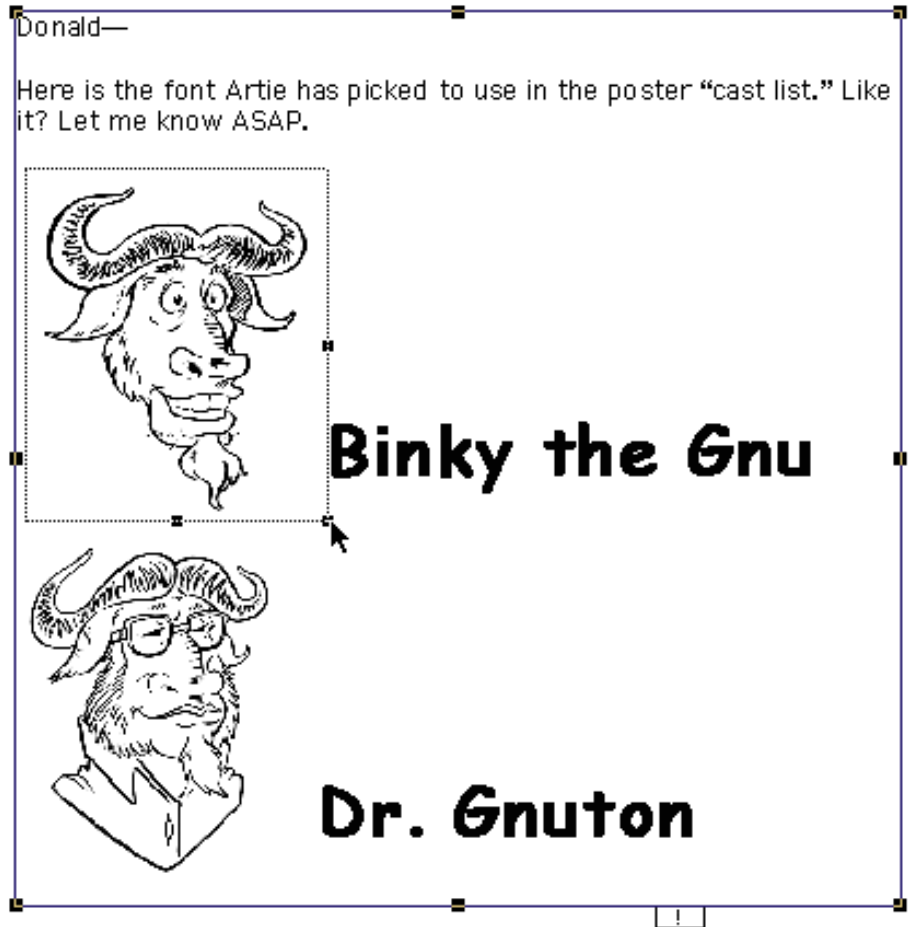 Donald—
Here is the font Artie has picked to use in the poster “cast list.” Like
it? Let me know ASAP.
Binky the Gnu
Dr. Gnuton
!